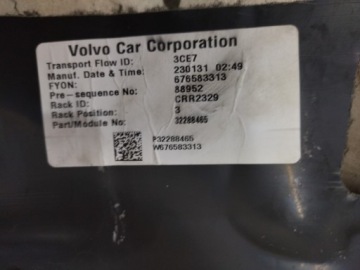 Volvo Car Corporation
Transport Flow ID: 3CE7
Manuf. Date & Time: 230131 02:49
FYON: 676583313
Pre-sequence No: 88952
Rack ID: CRR2329
Rack Position: 3
Part/Module No: 32288465
P32288465
W676583313